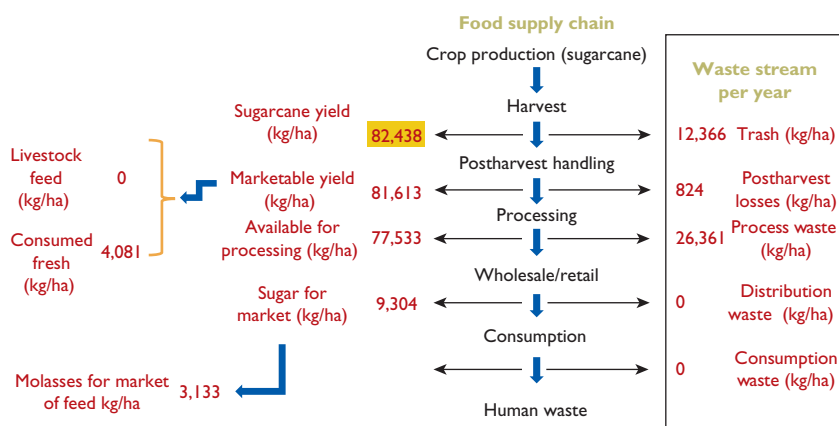 Food supply chain
Crop production (sugarcane)
Waste stream
per year
Sugarcane yield
(kg/ha)
82,438
Harvest
12,366 Trash (kg/ha)
Livestock
feed
(kg/ha)
0
Marketable yield
(kg/ha)
81,613
Postharvest handling
824
Postharvest
losses (kg/ha)
Consumed
fresh
(kg/ha)
4,081
Available for
processing (kg/ha)
77,533
Processing
26,361
Process waste
(kg/ha)
Sugar for
market (kg/ha)
9,304
Wholesale/retail
0
Distribution
waste (kg/ha)
Molasses for market
of feed kg/ha
3,133
Consumption
0
Consumption
waste (kg/ha)
Human waste